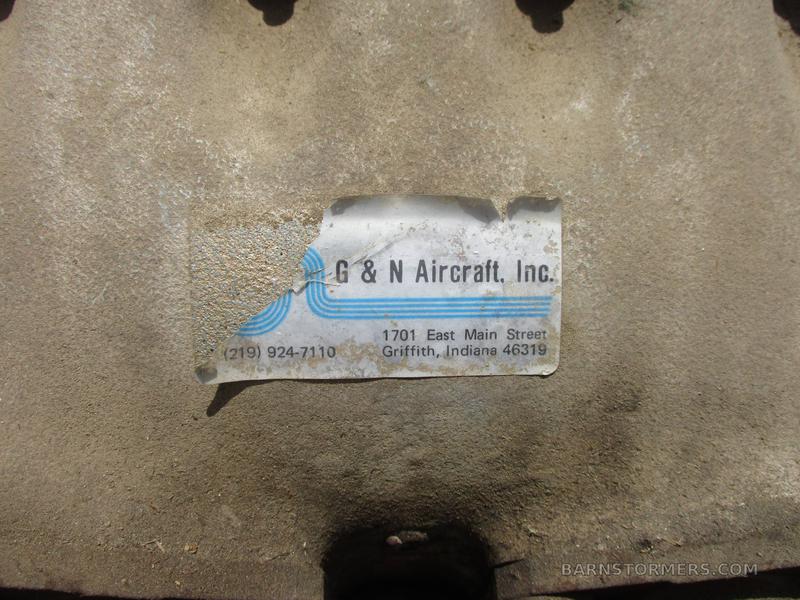 G & N Aircraft, Inc.
(219) 924-7110
1701 East Main Street
Griffith, Indiana 46319
BARNSTORMERS.COM